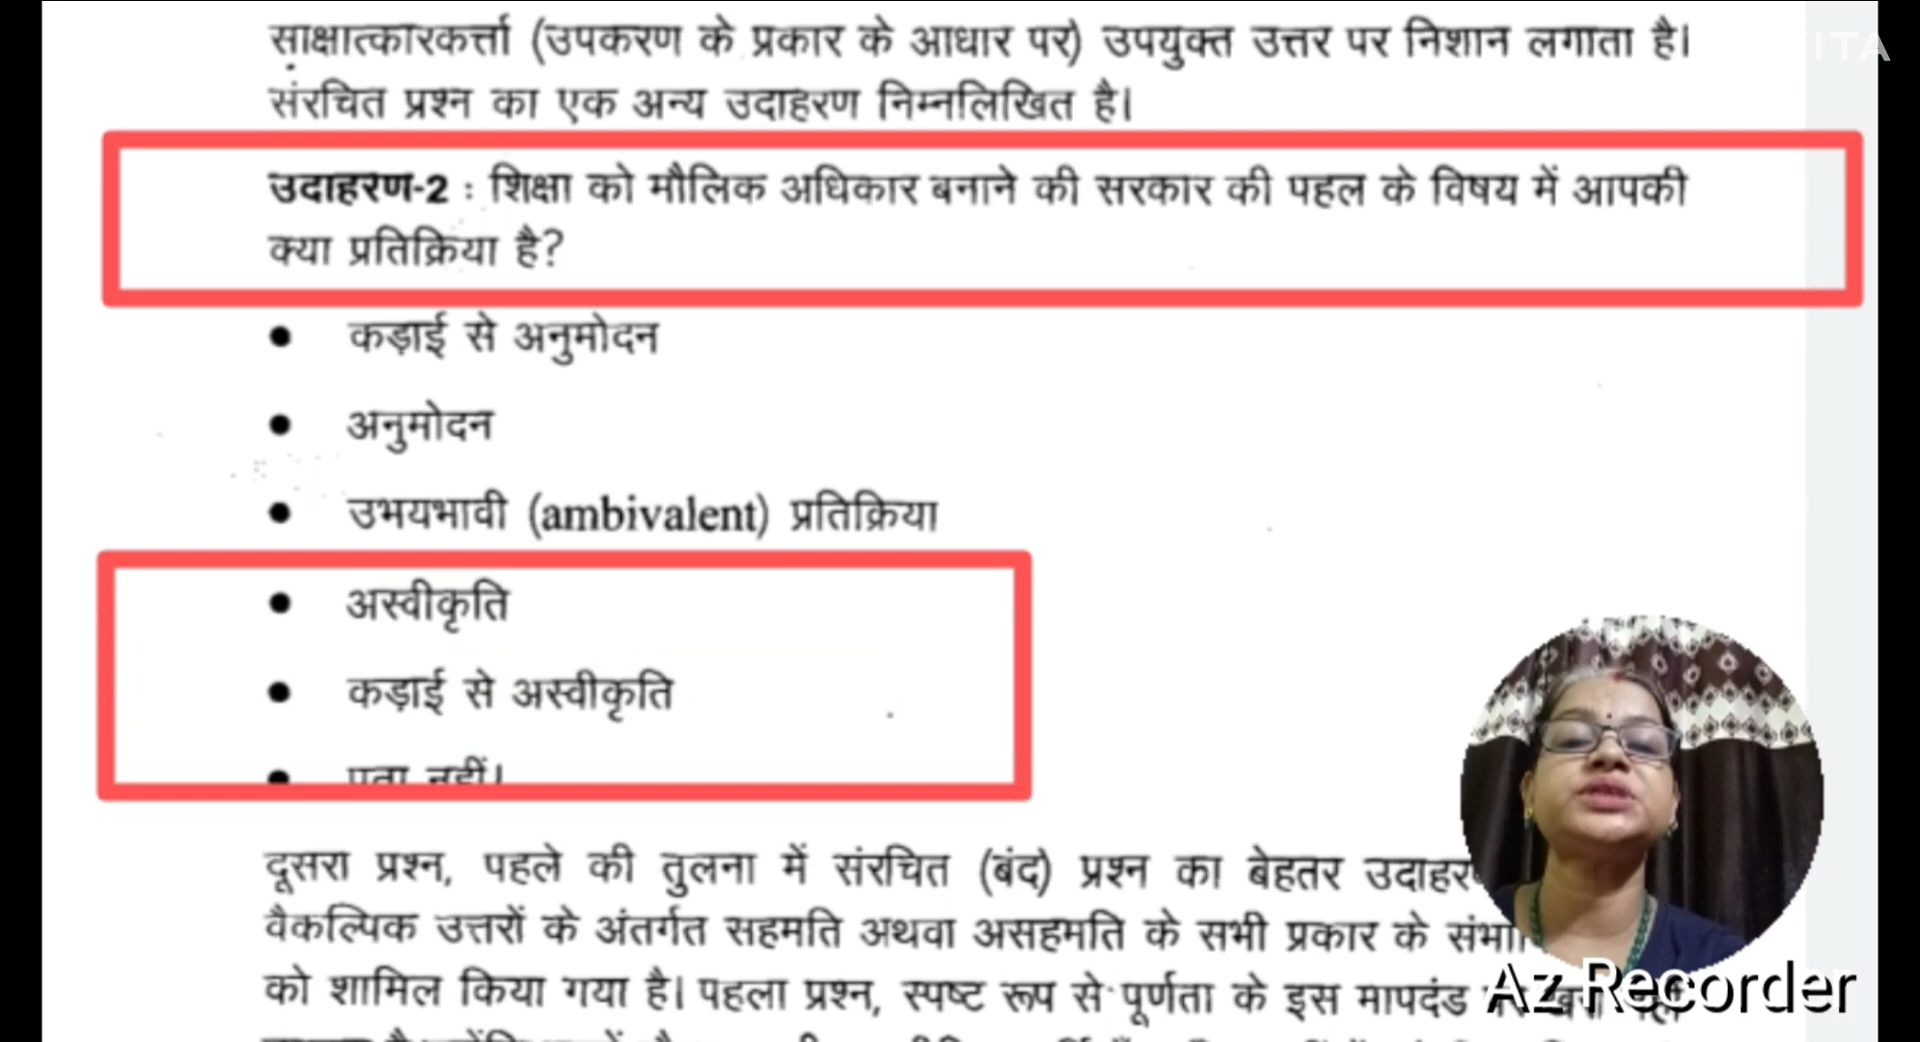 साक्षात्कारकर्त्ता (उपकरण के प्रकार के आधार पर) उपयुक्त उत्तर पर निशान लगाता है।
ITA
संरचित प्रश्न का एक अन्य उदाहरण निम्नलिखित है।
उदाहरण-2 : शिक्षा को मौलिक अधिकार बनाने की सरकार की पहल के विषय में आपकी
क्या प्रतिक्रिया है?
• कड़ाई से अनुमोदन
• अनुमोदन
• उभयभावी (ambivalent) प्रतिक्रिया
• अस्वीकृति
• कड़ाई से अस्वीकृति
• पता नहीं।
दूसरा प्रश्न, पहले की तुलना में संरचित (बंद) प्रश्न का बेहतर
वैकल्पिक उत्तरों के अंतर्गत सहमति अथवा असहमति के सभी प्रकार के
को शामिल किया गया है। पहला प्रश्न, स्पष्ट रूप से पूर्णता के इस मापदंड
Az Recorder